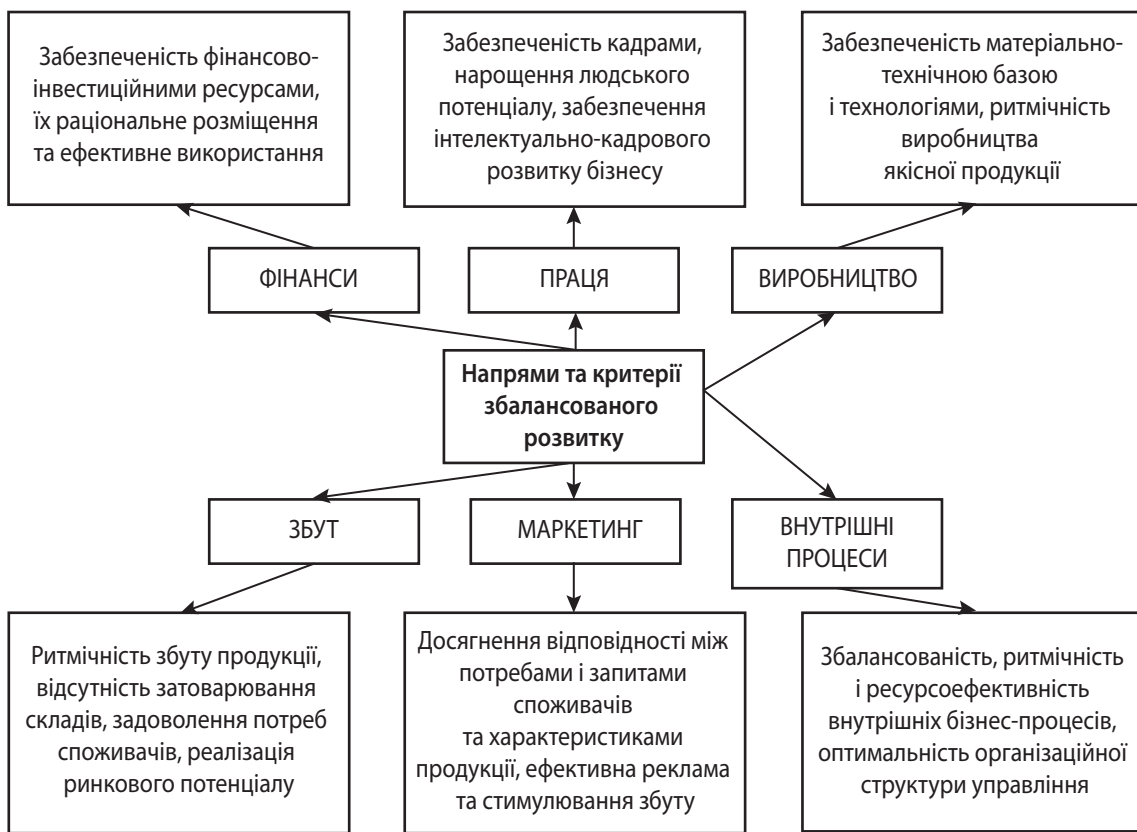 Забезпеченість фінансово-
інвестиційними ресурсами,
їх раціональне розміщення
та ефективне використання
Забезпеченість кадрами,
нарощення людського
потенціалу, забезпечення
інтелектуально-кадрового
розвитку бізнесу
Забезпеченість матеріально-
технічною базою
і технологіями, ритмічність
виробництва
якісної продукції
ФІНАНСИ
ПРАЦЯ
ВИРОБНИЦТВО
Напрями та критерії
збалансованого
розвитку
ЗБУТ
МАРКЕТИНГ
ВНУТРІШНІ
ПРОЦЕСИ
Ритмічність збуту продукції,
відсутність затоварювання
складів, задоволення потреб
споживачів, реалізація
ринкового потенціалу
Досягнення відповідності між
потребами і запитами
споживачів
та характеристиками
продукції, ефективна реклама
та стимулювання збуту
Збалансованість, ритмічність
і ресурсоефективність
внутрішніх бізнес-процесів,
оптимальність організаційної
структури управління